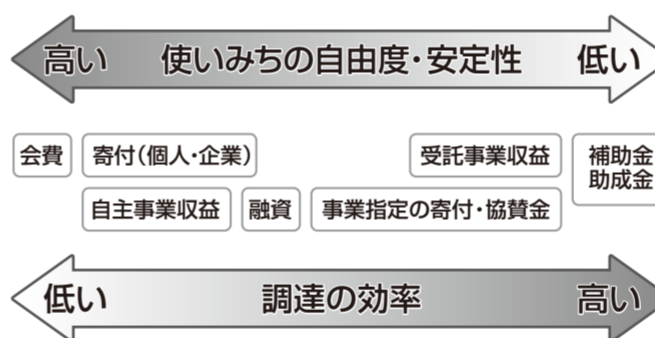 高い 使いみちの自由度・安定性 低い
会費 寄付(個人・企業) 受託事業収益 補助金
助成金
自主事業収益 融資 事業指定の寄付・協賛金
低い 調達の効率 高い